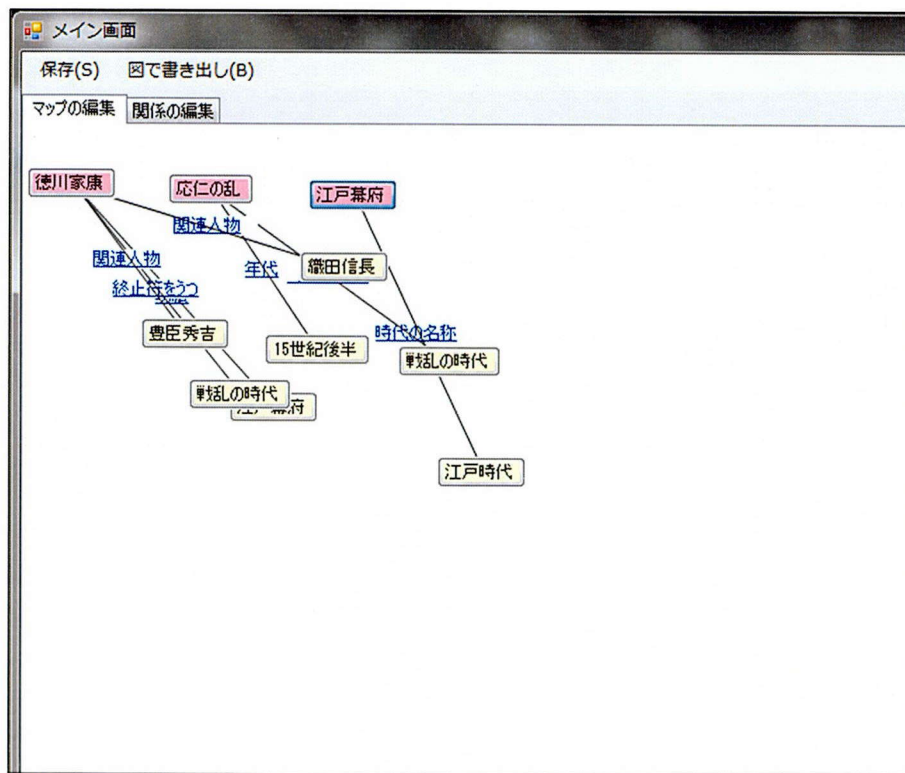 メイン画面
保存(S) 図で書き出し(B)
マップの編集 関係の編集
徳川家康
応仁の乱
江戸幕府
関連人物
関連人物
年代
織田信長
終止符をうつ
豊臣秀吉
15世紀後半
時代の名称
戦乱の時代
戦乱の時代
江戸幕府
江戸時代